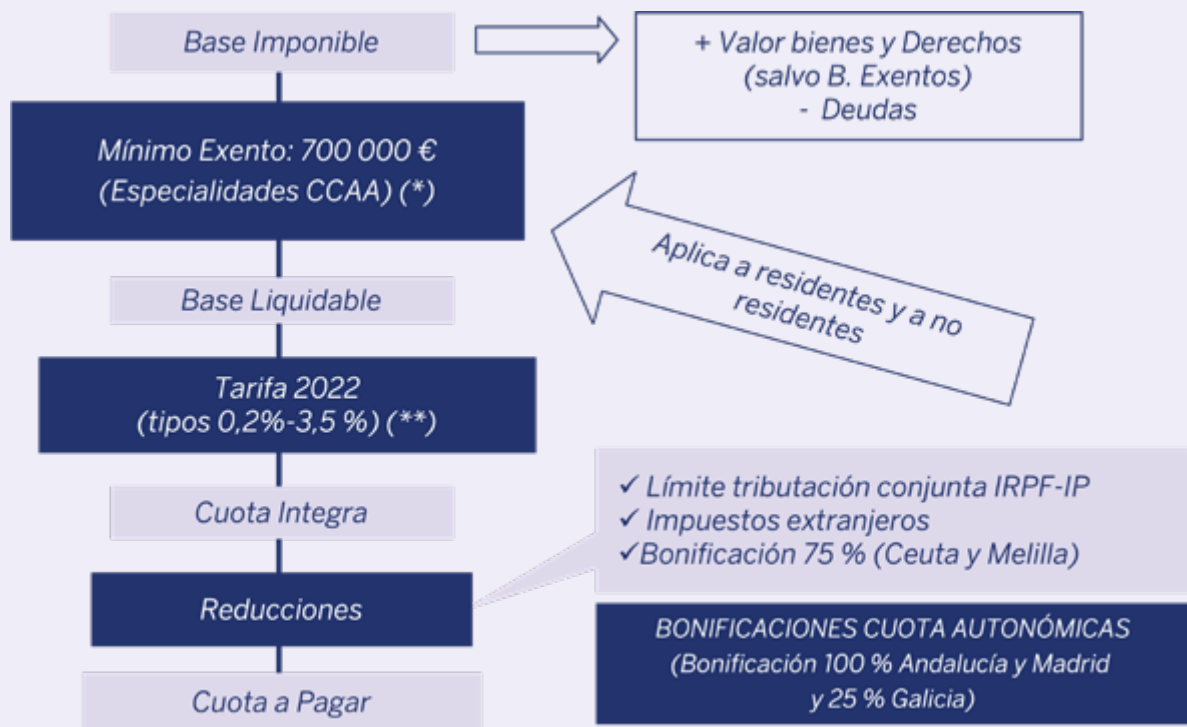 Base Imponible
+ Valor bienes y Derechos
(salvo B. Exentos)
- Deudas
Mínimo Exento: 700 000 €
(Especialidades CCAA) (*)
Aplica a residentes y a no
residentes
Base Liquidable
Tarifa 2022
(tipos 0,2%-3,5 %) (**)
Cuota Integra
✓ Límite tributación conjunta IRPF-IP
✓ Impuestos extranjeros
✓Bonificación 75 % (Ceuta y Melilla)
Reducciones
BONIFICACIONES CUOTA AUTONÓMICAS
(Bonificación 100 % Andalucía y Madrid
y 25 % Galicia)
Cuota a Pagar